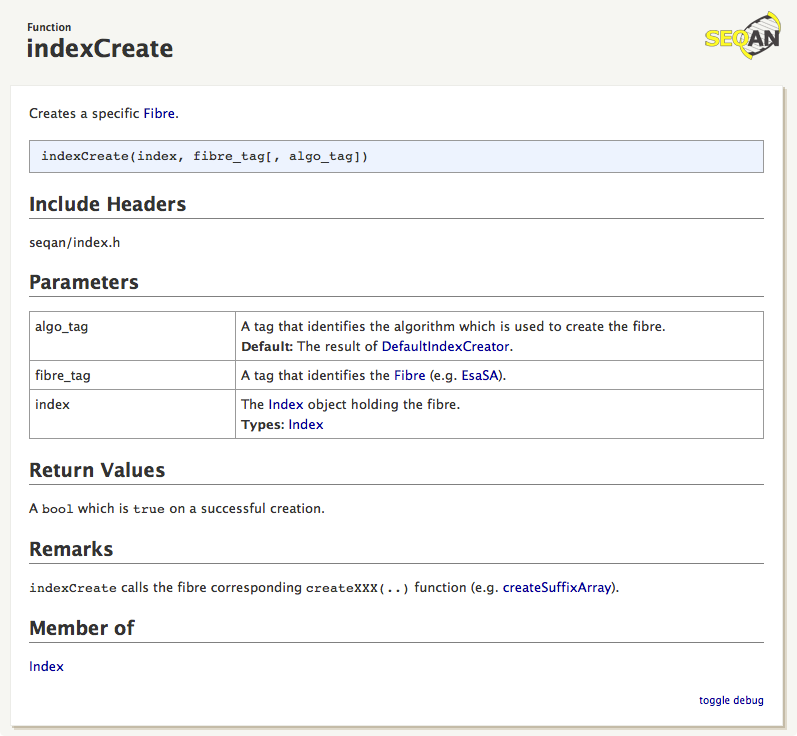 Function
indexCreate
SEQAN
Creates a specific Fibre.
indexCreate(index, fibre_tag[, algo_tag])
Include Headers
seqan/index.h
Parameters
algo_tag
A tag that identifies the algorithm which is used to create the fibre.
Default: The result of DefaultIndexCreator.
fibre_tag
A tag that identifies the Fibre (e.g. EsaSA).
index
The Index object holding the fibre.
Types: Index
Return Values
A bool which is true on a successful creation.
Remarks
indexCreate calls the fibre corresponding createXXX(..) function (e.g. createSuffixArray).
Member of
Index
toggle debug